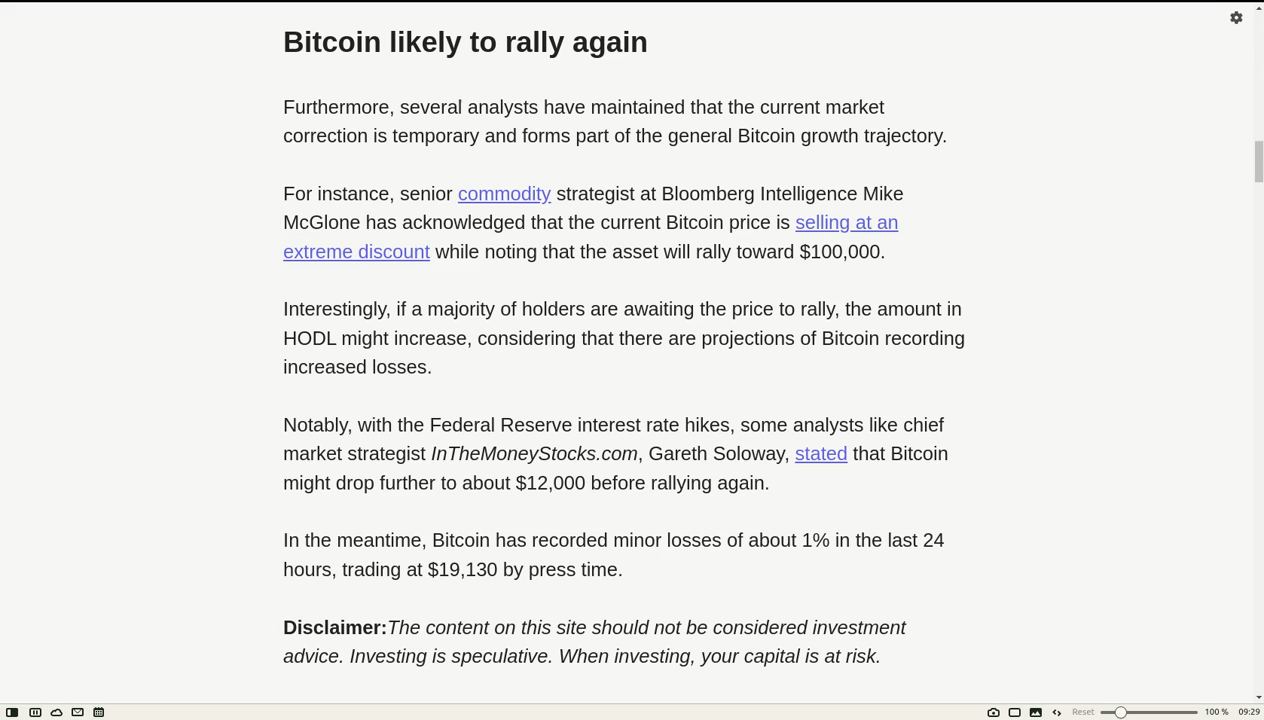 Bitcoin likely to rally again
Furthermore, several analysts have maintained that the current market
correction is temporary and forms part of the general Bitcoin growth trajectory.
For instance, senior commodity strategist at Bloomberg Intelligence Mike
McGlone has acknowledged that the current Bitcoin price is selling at an
extreme discount while noting that the asset will rally toward $100,000.
Interestingly, if a majority of holders are awaiting the price to rally, the amount in
HODL might increase, considering that there are projections of Bitcoin recording
increased losses.
Notably, with the Federal Reserve interest rate hikes, some analysts like chief
market strategist InTheMoneyStocks.com, Gareth Soloway, stated that Bitcoin
might drop further to about $12,000 before rallying again.
In the meantime, Bitcoin has recorded minor losses of about 1% in the last 24
hours, trading at $19,130 by press time.
Disclaimer:The content on this site should not be considered investment
advice. Investing is speculative. When investing, your capital is at risk.
Reset 100 % 09:29